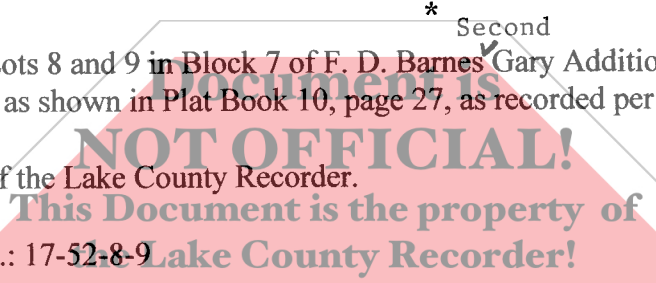 *
Second
ots 8 and 9 in Block 7 of F. D. Barnes Gary Additio
Document is
as shown in Plat Book 10, page 27, as recorded per
NOT OFFICIAL!
f the Lake County Recorder.
This Document is the property of
.: 17-52-8-9
the Lake County Recorder!